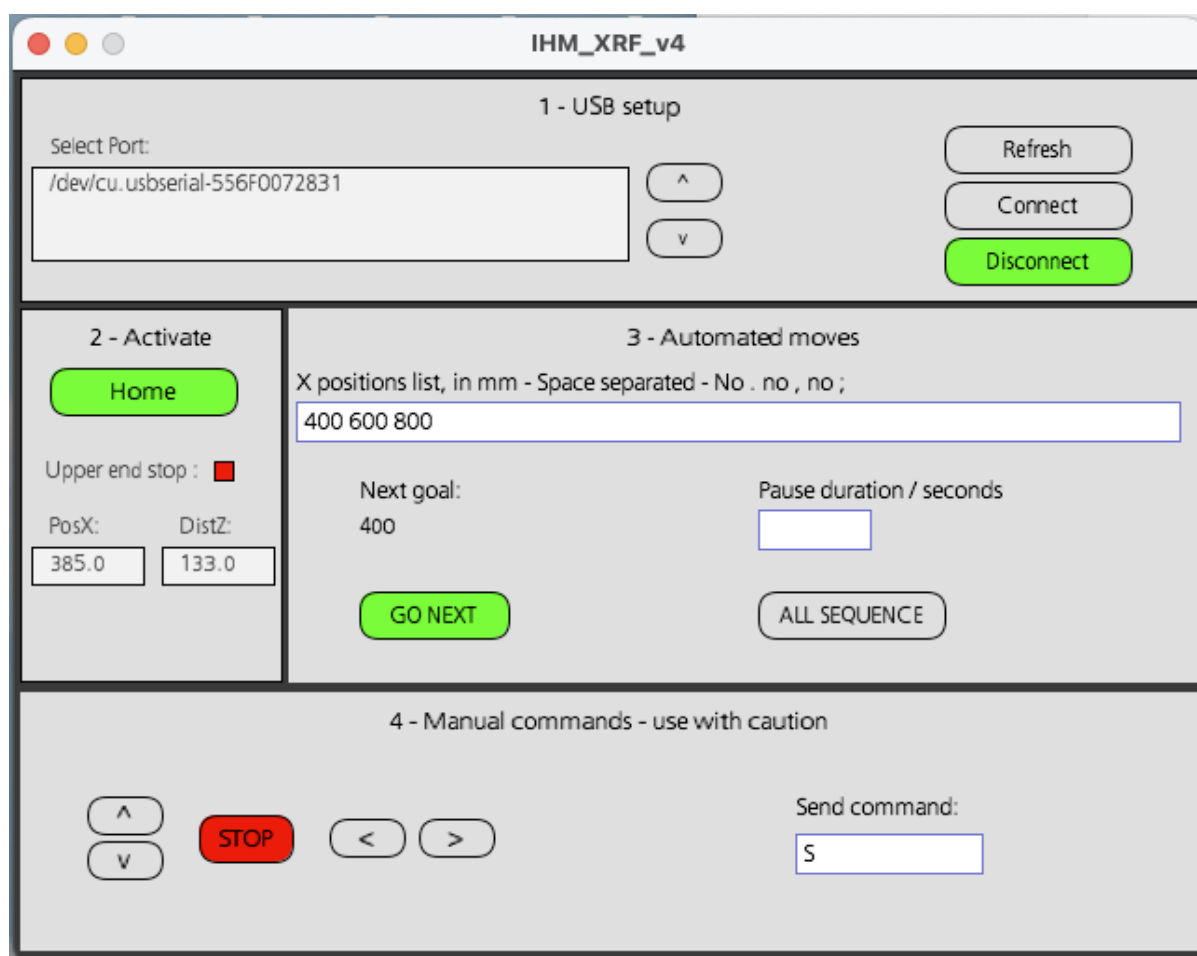 IHM_XRF_v4
1 - USB setup
Select Port:
/dev/cu.usbserial-556F0072831
^
v
Refresh
Connect
Disconnect
2 - Activate
Home
Upper end stop :
PosX: DistZ:
385.0 133.0
3 - Automated moves
X positions list, in mm - Space separated - No . no , no ;
400 600 800
Next goal:
400
Pause duration / seconds
GO NEXT
ALL SEQUENCE
4 - Manual commands - use with caution
^
v
STOP
< >
Send command:
S